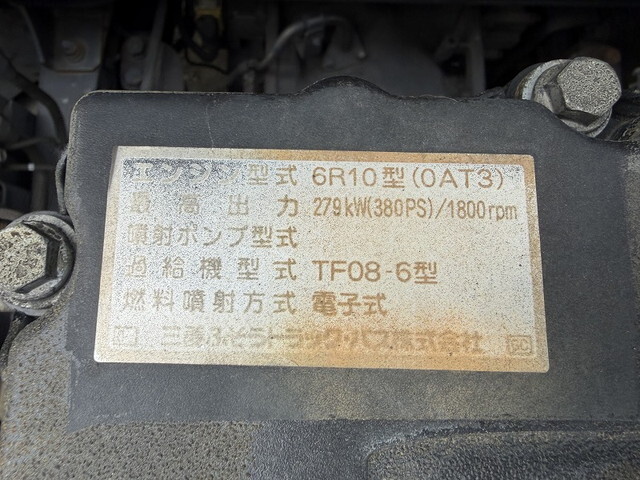 エンジン型式 6R10型(0AT3)
最高出力 279kW(380PS)/1800rpm
噴射ポンプ型式
過給機型式 TF08-6型
燃料噴射方式 電子式
三菱ふそうトラック・バス株式会社